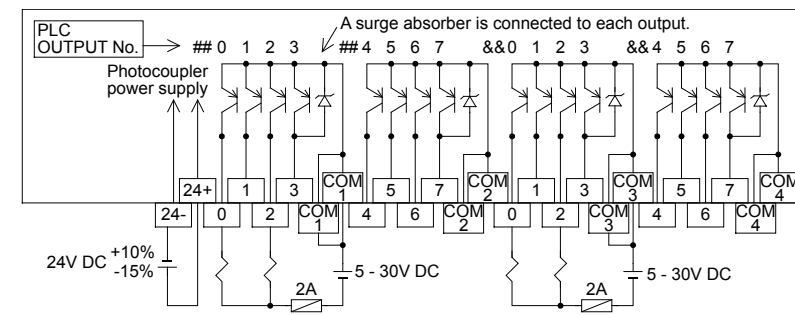 A surge absorber is connected to each output.
PLC
OUTPUT No.
## 0 1 2 3 ## 4 5 6 7 &&0 1 2 3 && 4 5 6 7
Photocoupler
power supply
24+ 1 3 COM 1 5 7 COM 2 1 3 COM 3 5 7 COM 4
24- 0 2 COM 1 4 6 COM 2 0 2 COM 3 4 6 COM 4
24V DC +10% -15%
5 - 30V DC 5 - 30V DC
2A 2A